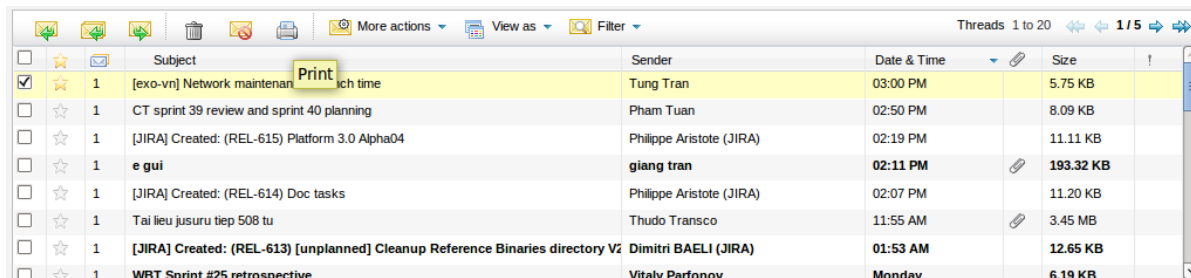 More actions View as Filter Threads 1 to 20 1 / 5
Subject Sender Date & Time Size !
Print
1 [exo-vn] Network maintenan ch time Tung Tran 03:00 PM 5.75 KB
1 CT sprint 39 review and sprint 40 planning Pham Tuan 02:50 PM 8.09 KB
1 [JIRA] Created: (REL-615) Platform 3.0 Alpha04 Philippe Aristote (JIRA) 02:19 PM 11.11 KB
1 e gui giang tran 02:11 PM 193.32 KB
1 [JIRA] Created: (REL-614) Doc tasks Philippe Aristote (JIRA) 02:07 PM 11.20 KB
1 Tai lieu jusuru tiep 508 tu Thudo Transco 11:55 AM 3.45 MB
1 [JIRA] Created: (REL-613) [unplanned] Cleanup Reference Binaries directory V2 Dimitri BAELI (JIRA) 01:53 AM 12.65 KB
1 WBT Sprint #25 retrospective Vitaly Parfonov Monday 6.19 KB